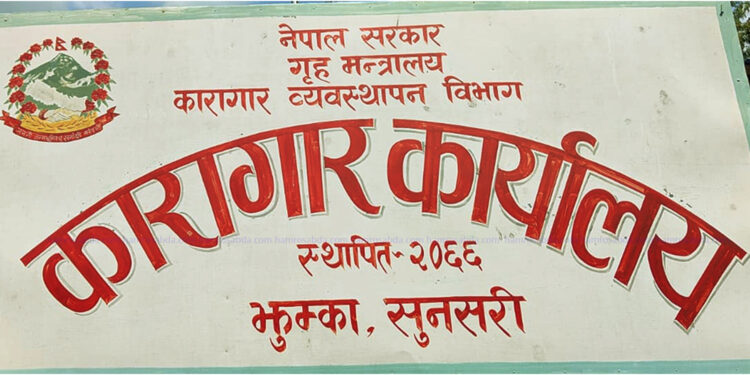 नेपाल सरकार
गृह मन्त्रालय
कारागार व्यवस्थापन विभाग
कारागार कार्यालय
स्थापित-२०६६
झुम्का, सुनसरी